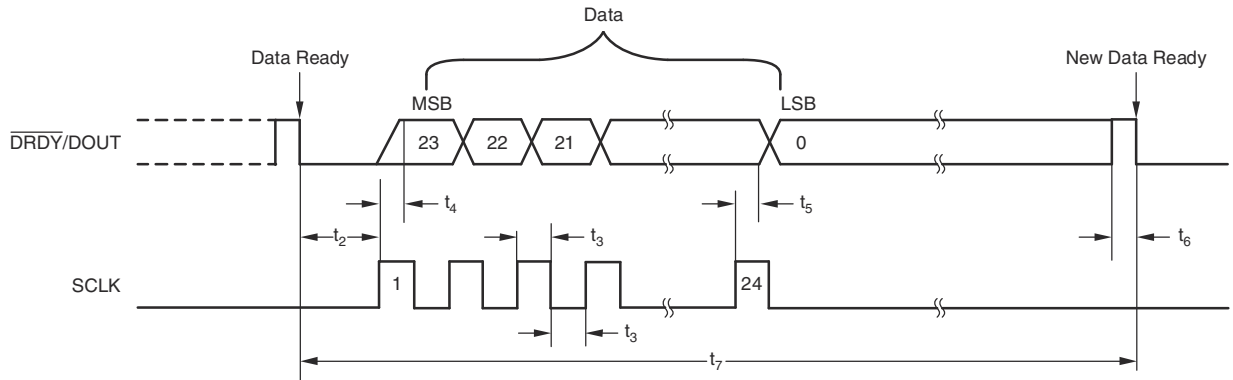 Data
Data Ready
New Data Ready
MSB
LSB
D̅R̅D̅Y̅/DOUT
23
22
21
0
t₄
t₅
t₂
t₃
t₆
SCLK
1
24
t₃
t₇